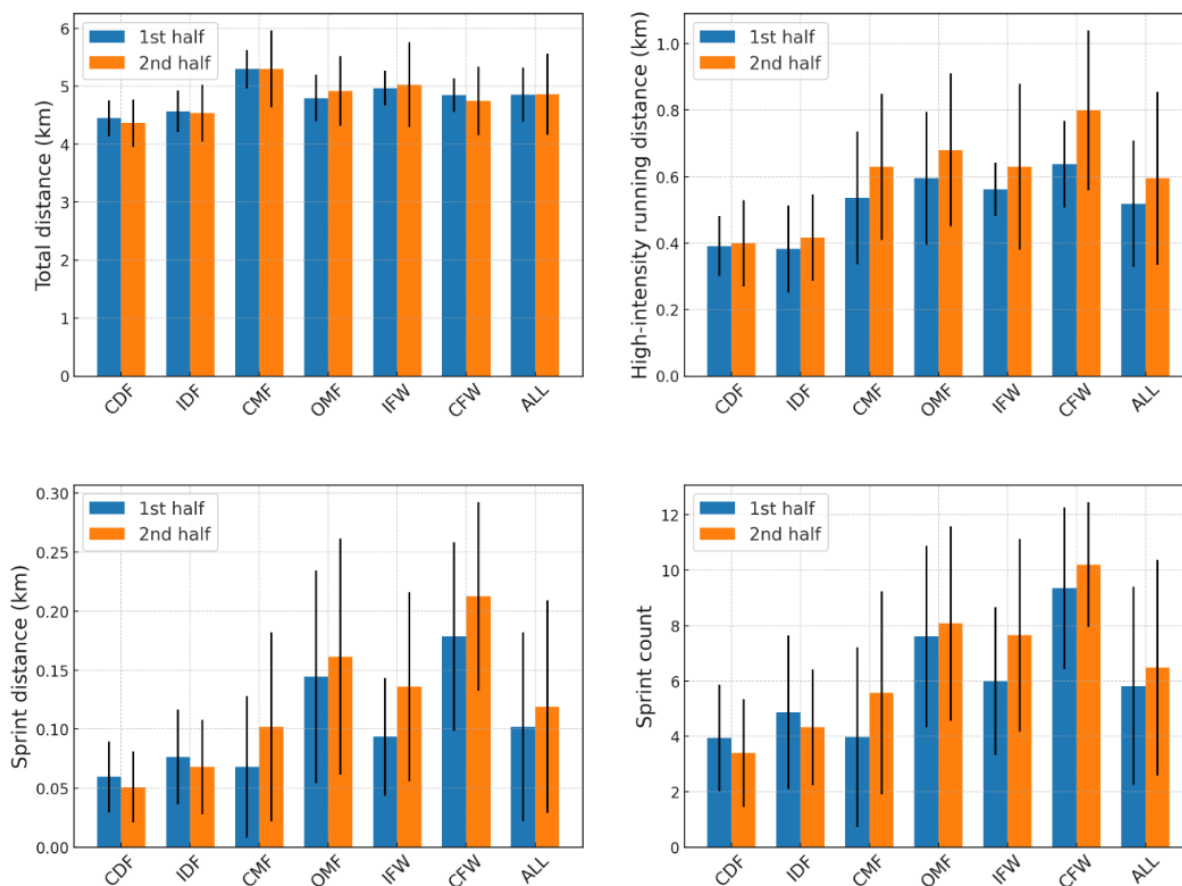 Total distance (km)
6
5
4
3
2
1
0
1st half
2nd half
CDF
IDF
CMF
OMF
IFW
CFW
ALL
High-intensity running distance (km)
1.0
0.8
0.6
0.4
0.2
0.0
1st half
2nd half
CDF
IDF
CMF
OMF
IFW
CFW
ALL
Sprint distance (km)
0.30
0.25
0.20
0.15
0.10
0.05
0.00
1st half
2nd half
CDF
IDF
CMF
OMF
IFW
CFW
ALL
Sprint count
12
10
8
6
4
2
0
1st half
2nd half
CDF
IDF
CMF
OMF
IFW
CFW
ALL